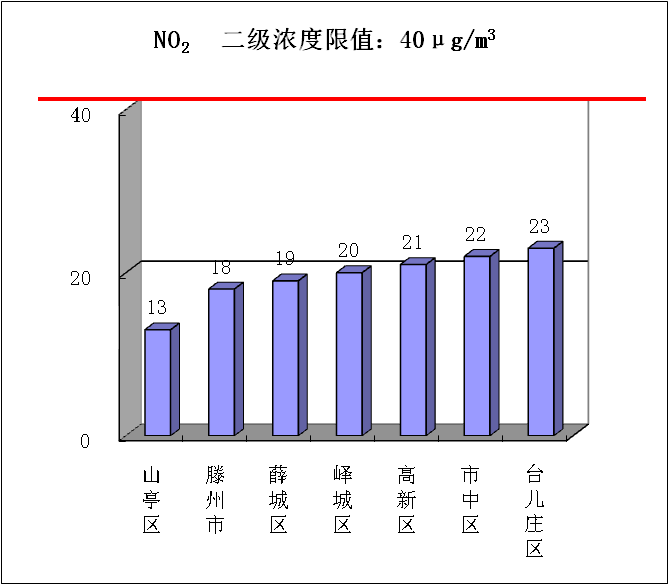 NO₂ 二级浓度限值：40μg/m³
40
20
0
13
18
19
20
21
22
23
山亭区
滕州市
薛城区
峄城区
高新区
市中区
台儿庄区